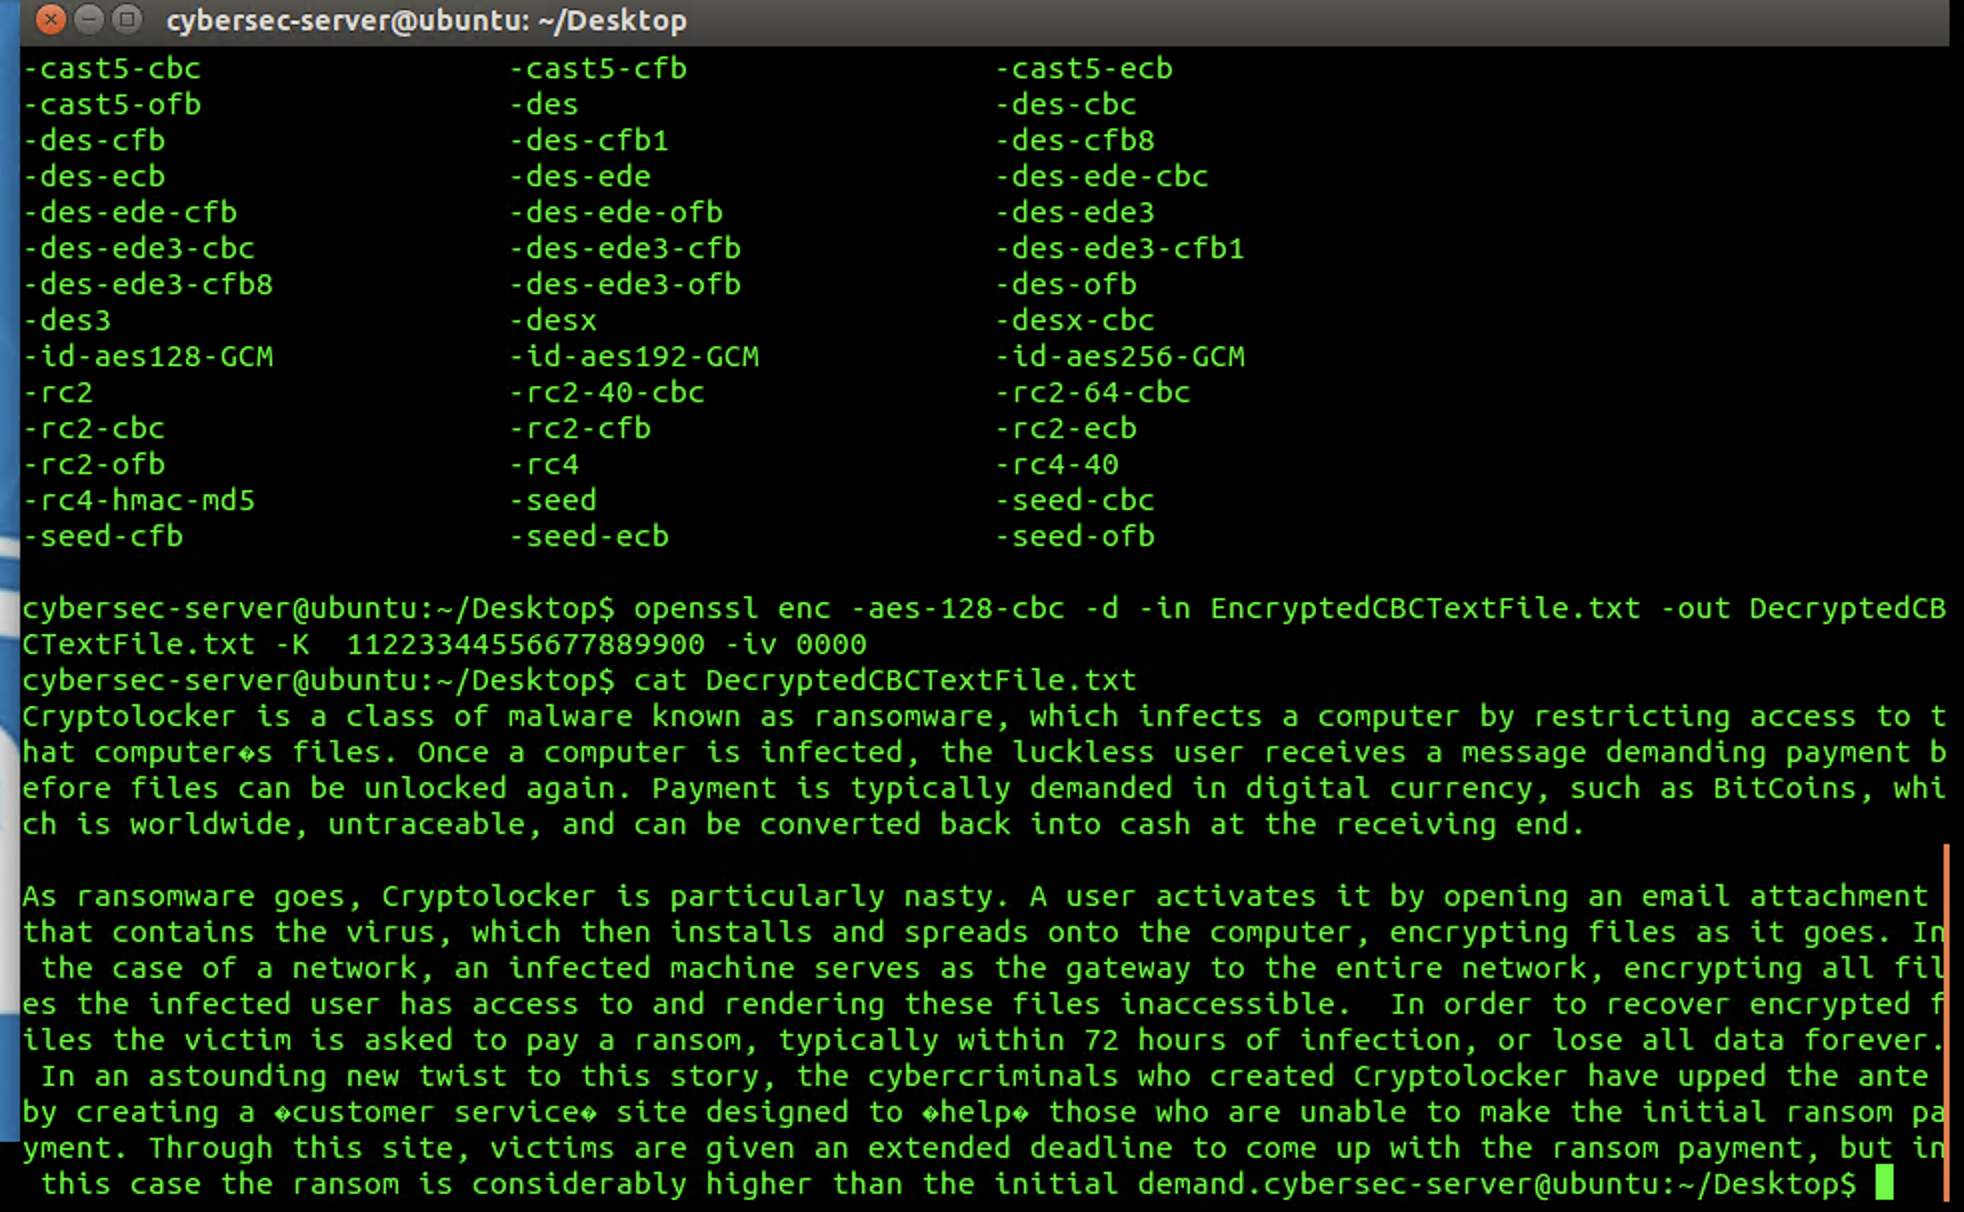 cybersec-server@ubuntu: ~/Desktop
-cast5-cbc -cast5-cfb -cast5-ecb
-cast5-ofb -des -des-cbc
-des-cfb -des-cfb1 -des-cfb8
-des-ecb -des-ede -des-ede-cbc
-des-ede-cfb -des-ede-ofb -des-ede3
-des-ede3-cbc -des-ede3-cfb -des-ede3-cfb1
-des-ede3-cfb8 -des-ede3-ofb -des-ofb
-des3 -desx -desx-cbc
-id-aes128-GCM -id-aes192-GCM -id-aes256-GCM
-rc2 -rc2-40-cbc -rc2-64-cbc
-rc2-cbc -rc2-cfb -rc2-ecb
-rc2-ofb -rc4 -rc4-40
-rc4-hmac-md5 -seed -seed-cbc
-seed-cfb -seed-ecb -seed-ofb
cybersec-server@ubuntu:~/Desktop$ openssl enc -aes-128-cbc -d -in EncryptedCBCTextFile.txt -out DecryptedCB
CTextFile.txt -K  11223344556677889900 -iv 0000
cybersec-server@ubuntu:~/Desktop$ cat DecryptedCBCTextFile.txt
Cryptolocker is a class of malware known as ransomware, which infects a computer by restricting access to t
hat computer�s files. Once a computer is infected, the luckless user receives a message demanding payment b
efore files can be unlocked again. Payment is typically demanded in digital currency, such as BitCoins, whi
ch is worldwide, untraceable, and can be converted back into cash at the receiving end.
As ransomware goes, Cryptolocker is particularly nasty. A user activates it by opening an email attachment
that contains the virus, which then installs and spreads onto the computer, encrypting files as it goes. In
 the case of a network, an infected machine serves as the gateway to the entire network, encrypting all fil
es the infected user has access to and rendering these files inaccessible.  In order to recover encrypted f
iles the victim is asked to pay a ransom, typically within 72 hours of infection, or lose all data forever.
 In an astounding new twist to this story, the cybercriminals who created Cryptolocker have upped the ante
by creating a �customer service� site designed to �help� those who are unable to make the initial ransom pa
yment. Through this site, victims are given an extended deadline to come up with the ransom payment, but in
 this case the ransom is considerably higher than the initial demand.cybersec-server@ubuntu:~/Desktop$